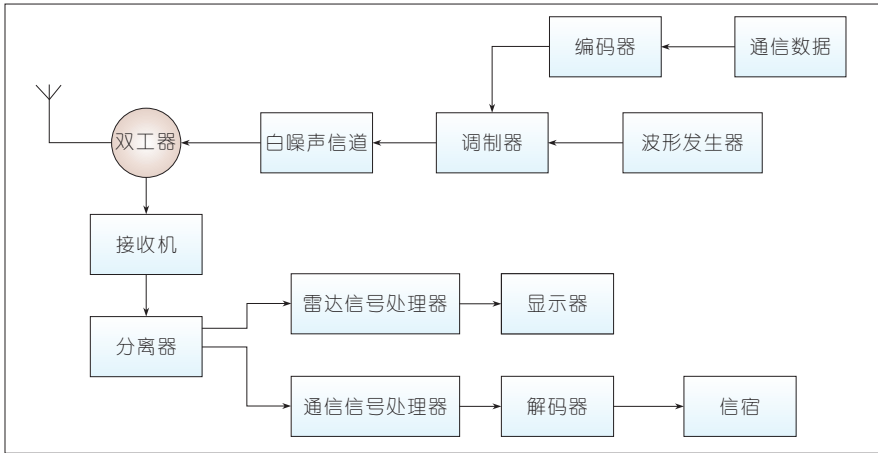 编码器
通信数据
双工器
白噪声信道
调制器
波形发生器
接收机
雷达信号处理器
显示器
分离器
通信信号处理器
解码器
信宿